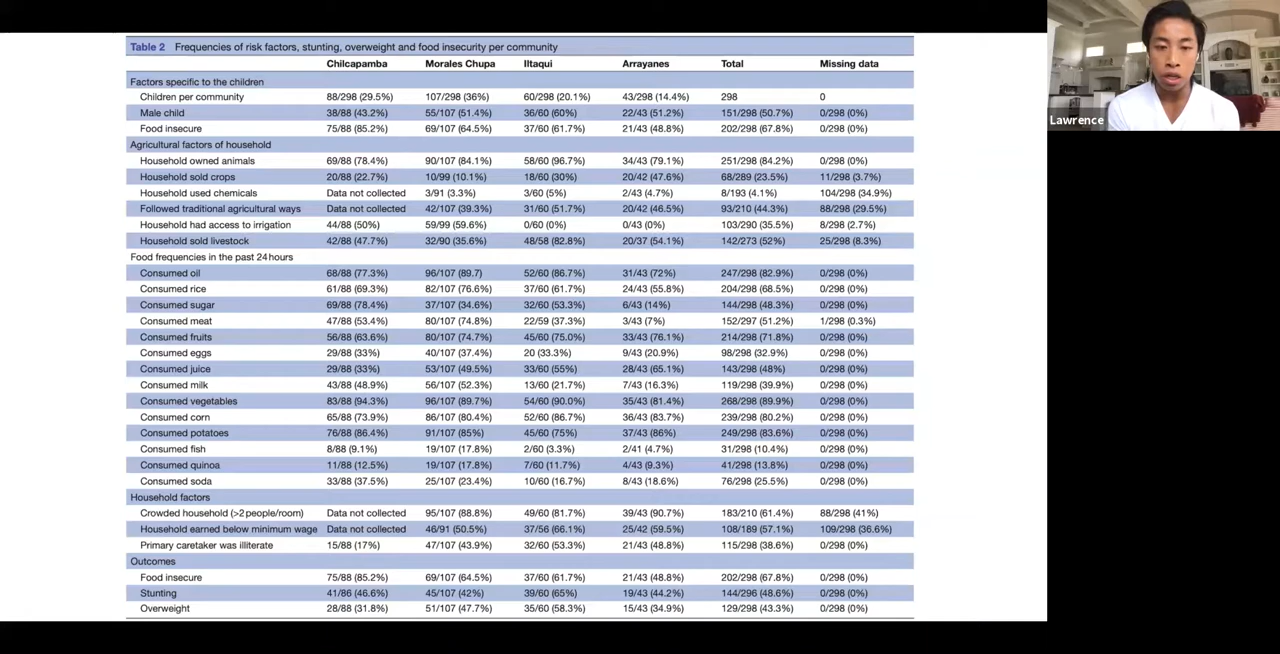 Table 2 Frequencies of risk factors, stunting, overweight and food insecurity per community
Chilcapamba Morales Chupa Iltaqui Arrayanes Total Missing data
Factors specific to the children
Children per community 88/298 (29.5%) 107/298 (36%) 60/298 (20.1%) 43/298 (14.4%) 298 0
Male child 38/88 (43.2%) 55/107 (51.4%) 36/60 (60%) 22/43 (51.2%) 151/298 (50.7%) 0/298 (0%)
Food insecure 75/88 (85.2%) 69/107 (64.5%) 37/60 (61.7%) 21/43 (48.8%) 202/298 (67.8%) 0/298 (0%)
Agricultural factors of household
Household owned animals 69/88 (78.4%) 90/107 (84.1%) 58/60 (96.7%) 34/43 (79.1%) 251/298 (84.2%) 0/298 (0%)
Household sold crops 20/88 (22.7%) 10/99 (10.1%) 18/60 (30%) 20/42 (47.6%) 68/289 (23.5%) 11/298 (3.7%)
Household used chemicals Data not collected 3/91 (3.3%) 3/60 (5%) 2/43 (4.7%) 8/193 (4.1%) 104/298 (34.9%)
Followed traditional agricultural ways Data not collected 42/107 (39.3%) 31/60 (51.7%) 20/42 (46.5%) 93/210 (44.3%) 88/298 (29.5%)
Household had access to irrigation 44/88 (50%) 59/99 (59.6%) 0/60 (0%) 0/43 (0%) 103/290 (35.5%) 8/298 (2.7%)
Household sold livestock 42/88 (47.7%) 32/90 (35.6%) 48/58 (82.8%) 20/37 (54.1%) 142/273 (52%) 25/298 (8.3%)
Food frequencies in the past 24 hours
Consumed oil 68/88 (77.3%) 96/107 (89.7) 52/60 (86.7%) 31/43 (72%) 247/298 (82.9%) 0/298 (0%)
Consumed rice 61/88 (69.3%) 82/107 (76.6%) 37/60 (61.7%) 24/43 (55.8%) 204/298 (68.5%) 0/298 (0%)
Consumed sugar 69/88 (78.4%) 37/107 (34.6%) 32/60 (53.3%) 6/43 (14%) 144/298 (48.3%) 0/298 (0%)
Consumed meat 47/88 (53.4%) 80/107 (74.8%) 22/59 (37.3%) 3/43 (7%) 152/297 (51.2%) 1/298 (0.3%)
Consumed fruits 56/88 (63.6%) 80/107 (74.7%) 45/60 (75.0%) 33/43 (76.1%) 214/298 (71.8%) 0/298 (0%)
Consumed eggs 29/88 (33%) 40/107 (37.4%) 20 (33.3%) 9/43 (20.9%) 98/298 (32.9%) 0/298 (0%)
Consumed juice 29/88 (33%) 53/107 (49.5%) 33/60 (55%) 28/43 (65.1%) 143/298 (48%) 0/298 (0%)
Consumed milk 43/88 (48.9%) 56/107 (52.3%) 13/60 (21.7%) 7/43 (16.3%) 119/298 (39.9%) 0/298 (0%)
Consumed vegetables 83/88 (94.3%) 96/107 (89.7%) 54/60 (90.0%) 35/43 (81.4%) 268/298 (89.9%) 0/298 (0%)
Consumed corn 65/88 (73.9%) 86/107 (80.4%) 52/60 (86.7%) 36/43 (83.7%) 239/298 (80.2%) 0/298 (0%)
Consumed potatoes 76/88 (86.4%) 91/107 (85%) 45/60 (75%) 37/43 (86%) 249/298 (83.6%) 0/298 (0%)
Consumed fish 8/88 (9.1%) 19/107 (17.8%) 2/60 (3.3%) 2/41 (4.7%) 31/298 (10.4%) 0/298 (0%)
Consumed quinoa 11/88 (12.5%) 19/107 (17.8%) 7/60 (11.7%) 4/43 (9.3%) 41/298 (13.8%) 0/298 (0%)
Consumed soda 33/88 (37.5%) 25/107 (23.4%) 10/60 (16.7%) 8/43 (18.6%) 76/298 (25.5%) 0/298 (0%)
Household factors
Crowded household (>2 people/room) Data not collected 95/107 (88.8%) 49/60 (81.7%) 39/43 (90.7%) 183/210 (61.4%) 88/298 (41%)
Household earned below minimum wage Data not collected 46/91 (50.5%) 37/56 (66.1%) 25/42 (59.5%) 108/189 (57.1%) 109/298 (36.6%)
Primary caretaker was illiterate 15/88 (17%) 47/107 (43.9%) 32/60 (53.3%) 21/43 (48.8%) 115/298 (38.6%) 0/298 (0%)
Outcomes
Food insecure 75/88 (85.2%) 69/107 (64.5%) 37/60 (61.7%) 21/43 (48.8%) 202/298 (67.8%) 0/298 (0%)
Stunting 41/86 (46.6%) 45/107 (42%) 39/60 (65%) 19/43 (44.2%) 144/296 (48.6%) 0/298 (0%)
Overweight 28/88 (31.8%) 51/107 (47.7%) 35/60 (58.3%) 15/43 (34.9%) 129/298 (43.3%) 0/298 (0%)
Lawrence